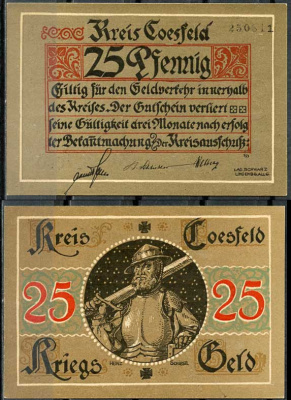 Kreis Coesfeld
25 Pfennig
Gültig für den Geldverkehr innerhalb
des Kreises. Der Gutschein verliert
seine Gültigkeit drei Monate nach erfolg
ter Bekanntmachung Der Kreisausschuß:
Kreis Coesfeld
25 25
Kriegs Geld